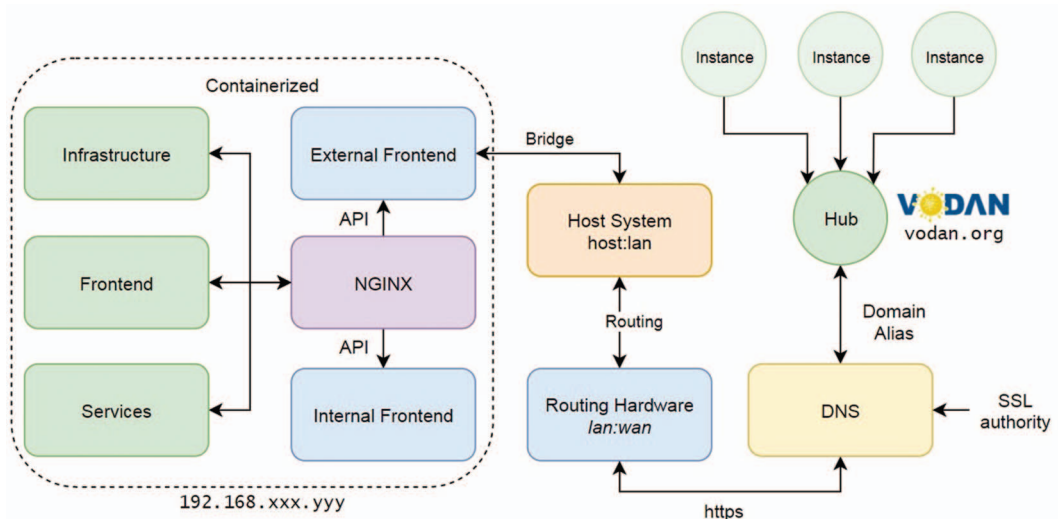 Containerized
Infrastructure
Frontend
Services
External Frontend
API
NGINX
API
Internal Frontend
192.168.xxx.yyy
Bridge
Host System
host:lan
Routing
Routing Hardware
lan:wan
https
Instance
Instance
Instance
Hub
VODAN
vodan.org
Domain
Alias
DNS
SSL
authority